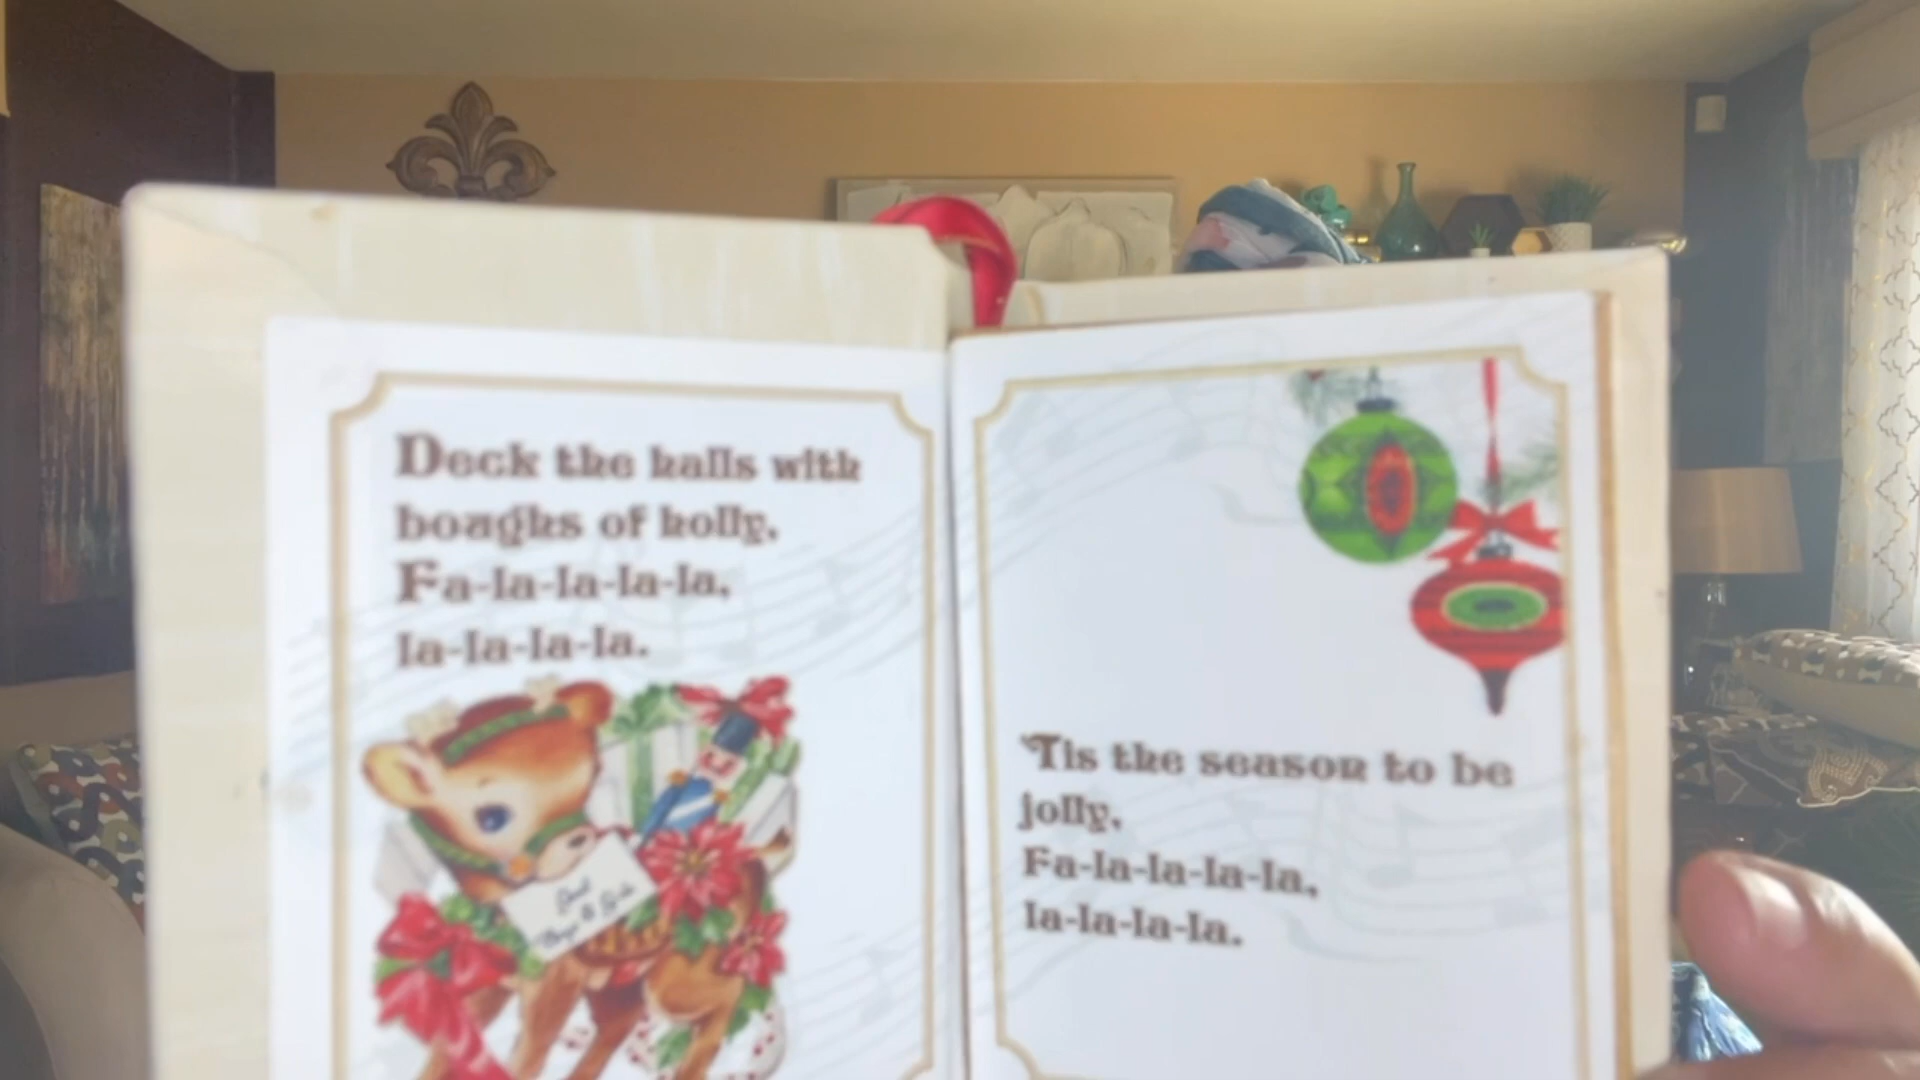 Deck the halls with
boughs of holly,
Fa-la-la-la-la,
la-la-la-la.
'Tis the season to be
jolly,
Fa-la-la-la-la,
la-la-la-la.